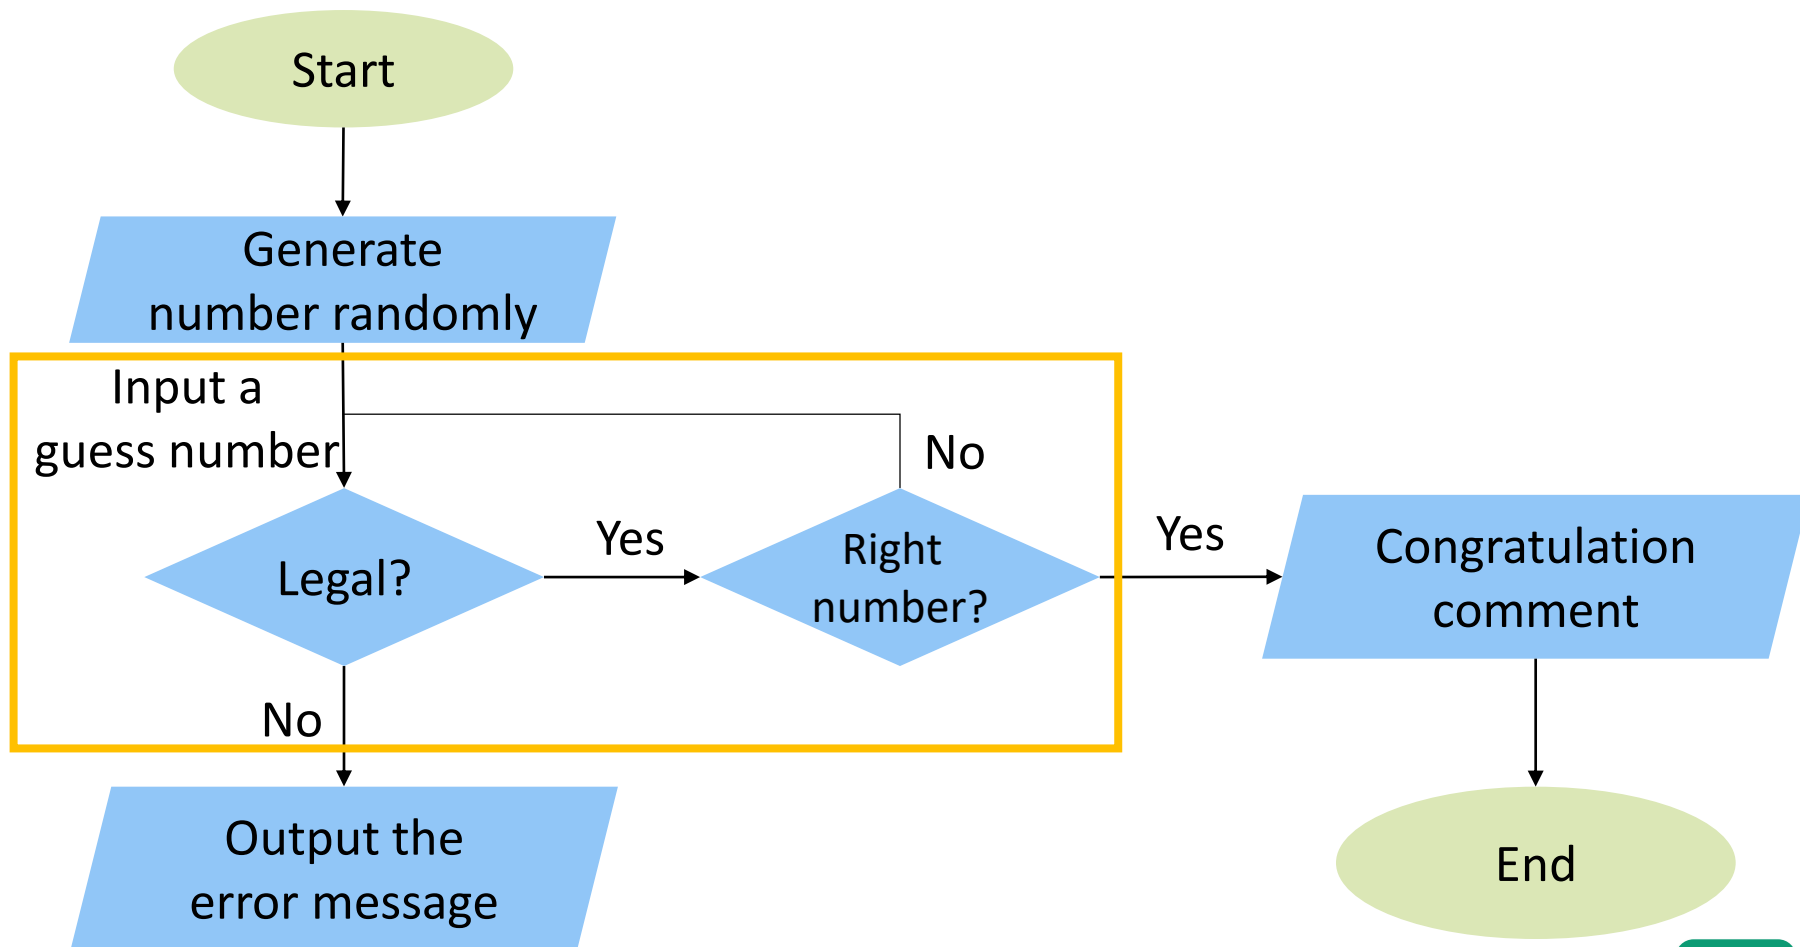 Start
Generate
number randomly
Input a
guess number
No
Legal?
Yes
Right
number?
Yes
Congratulation
comment
No
Output the
error message
End